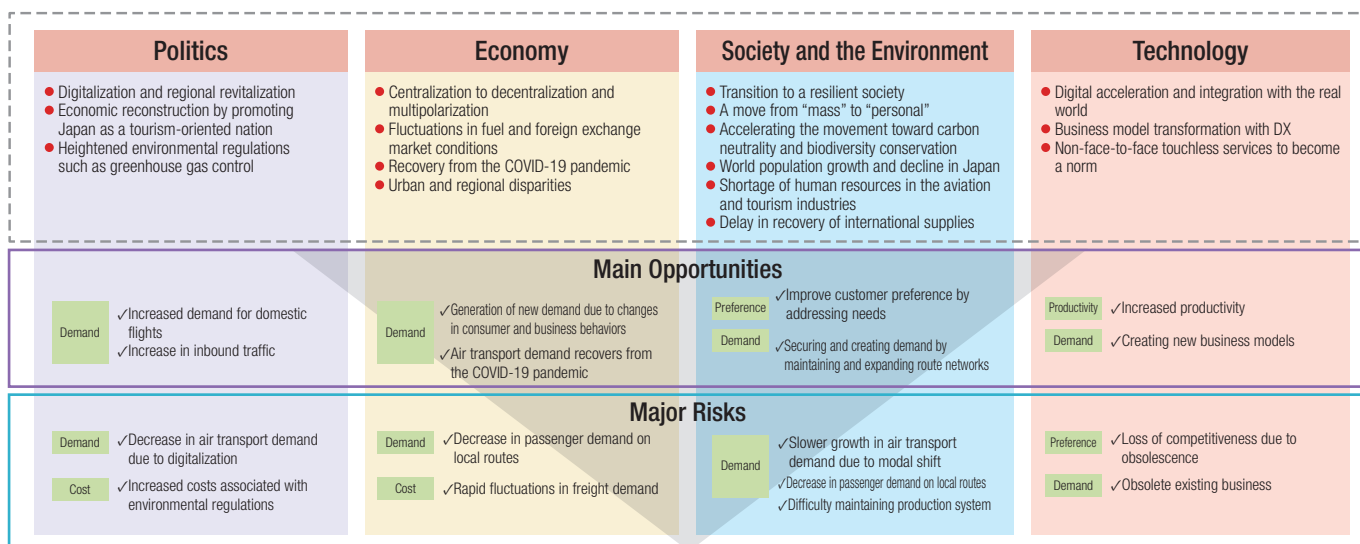 Politics
Digitalization and regional revitalization
Economic reconstruction by promoting
Japan as a tourism-oriented nation
Heightened environmental regulations
such as greenhouse gas control
Economy
Centralization to decentralization and
multipolarization
Fluctuations in fuel and foreign exchange
market conditions
Recovery from the COVID-19 pandemic
Urban and regional disparities
Society and the Environment
Transition to a resilient society
A move from “mass” to “personal”
Accelerating the movement toward carbon
neutrality and biodiversity conservation
World population growth and decline in Japan
Shortage of human resources in the aviation
and tourism industries
Delay in recovery of international supplies
Technology
Digital acceleration and integration with the real
world
Business model transformation with DX
Non-face-to-face touchless services to become
a norm
Main Opportunities
Demand
✓Increased demand for domestic
flights
✓Increase in inbound traffic
Demand
✓Generation of new demand due to changes
in consumer and business behaviors
✓Air transport demand recovers from
the COVID-19 pandemic
Preference
✓Improve customer preference by
addressing needs
Demand
✓Securing and creating demand by
maintaining and expanding route networks
Productivity
✓Increased productivity
Demand
✓Creating new business models
Major Risks
Demand
✓Decrease in air transport demand
due to digitalization
Cost
✓Increased costs associated with
environmental regulations
Demand
✓Decrease in passenger demand on
local routes
Cost
✓Rapid fluctuations in freight demand
Demand
✓Slower growth in air transport
demand due to modal shift
✓Decrease in passenger demand on local routes
✓Difficulty maintaining production system
Preference
✓Loss of competitiveness due to
obsolescence
Demand
✓Obsolete existing business